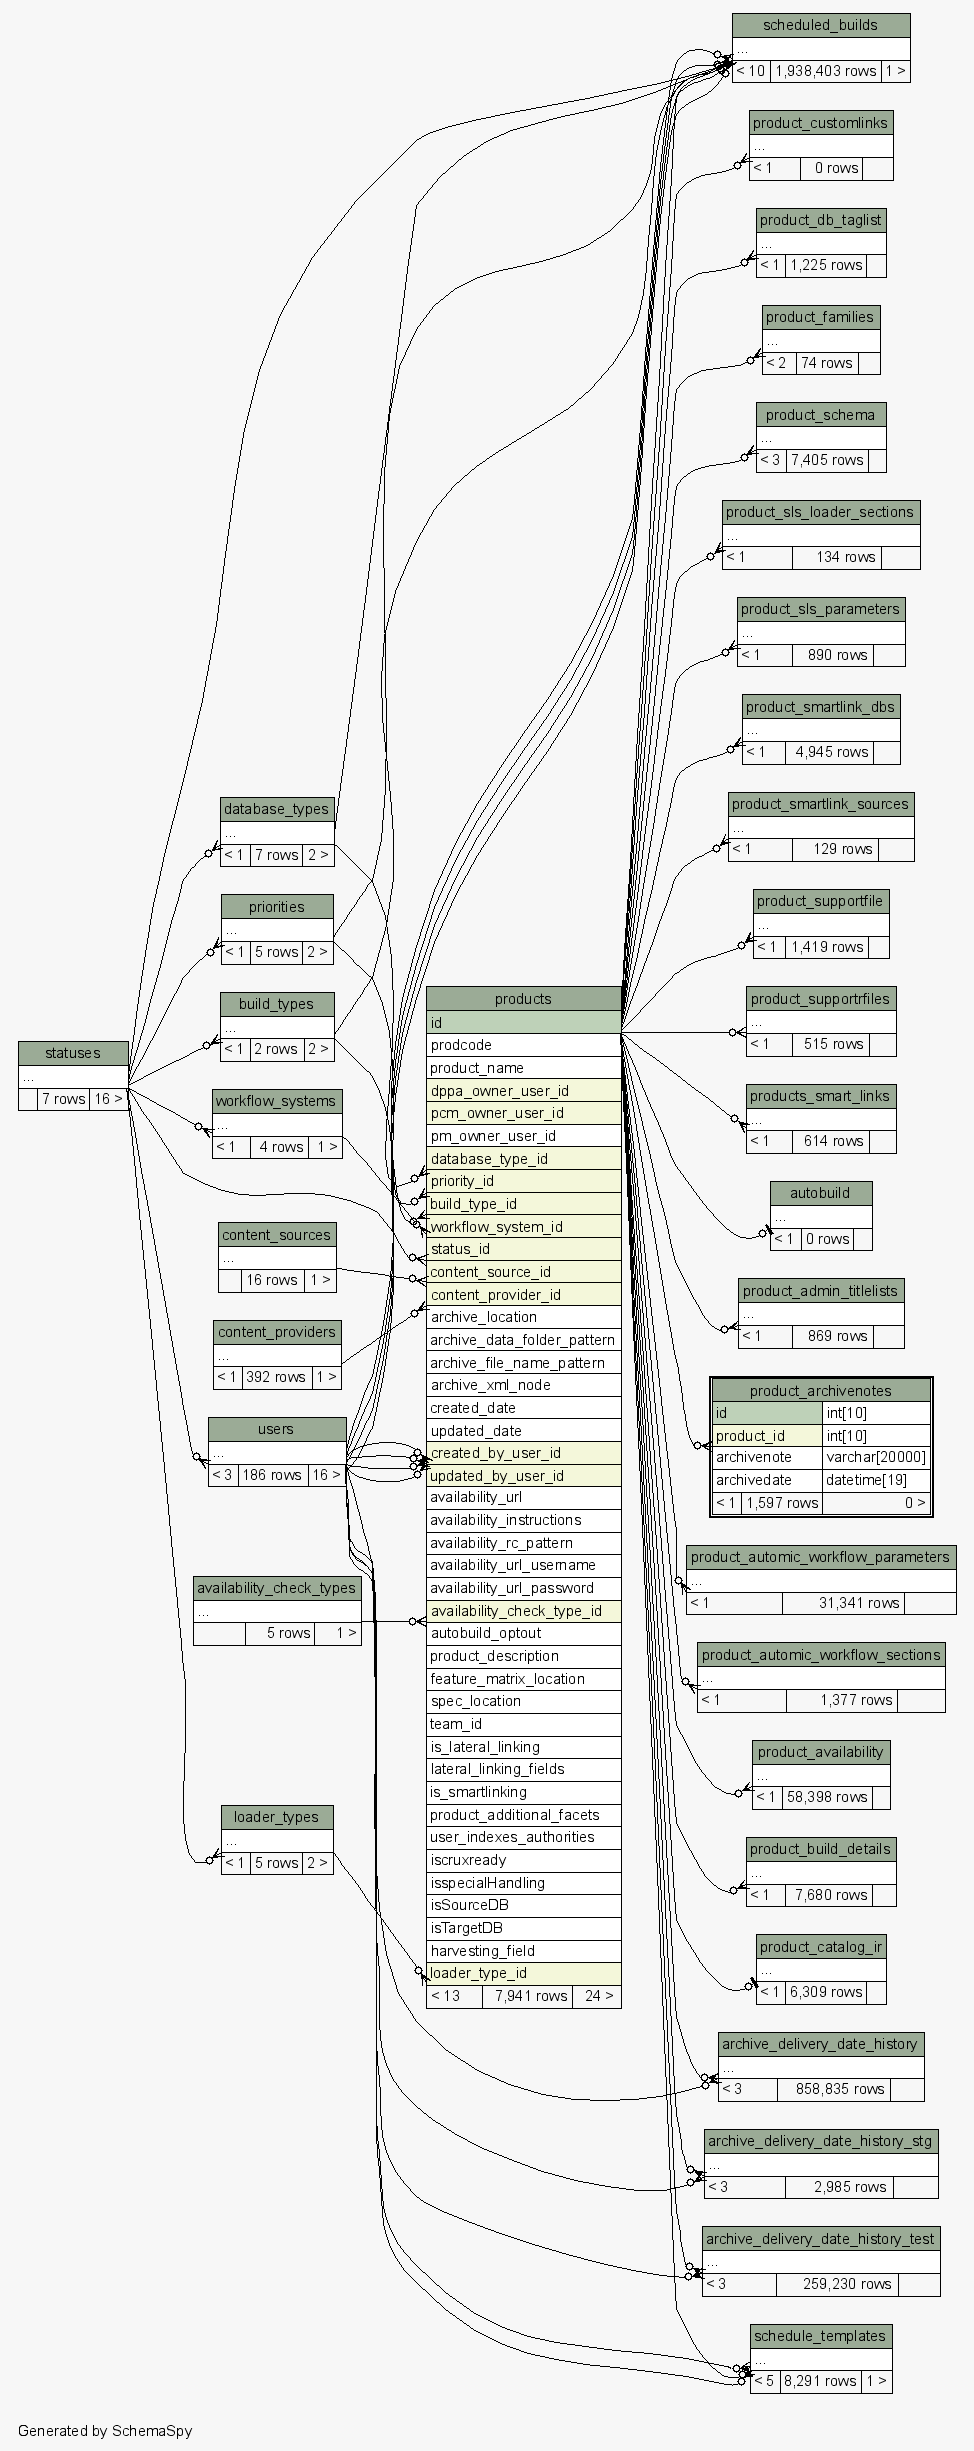 scheduled_builds
...
< 10 1,938,403 rows 1 >
product_customlinks
...
< 1 0 rows
product_db_taglist
...
< 1 1,225 rows
product_families
...
< 2 74 rows
product_schema
...
< 3 7,405 rows
product_sls_loader_sections
...
< 1 134 rows
product_sls_parameters
...
< 1 890 rows
product_smartlink_dbs
...
< 1 4,945 rows
product_smartlink_sources
...
< 1 129 rows
product_supportfile
...
< 1 1,419 rows
product_supportrfiles
...
< 1 515 rows
products_smart_links
...
< 1 614 rows
autobuild
...
< 1 0 rows
product_admin_titlelists
...
< 1 869 rows
product_archivenotes
id int[10]
product_id int[10]
archivenote varchar[20000]
archivedate datetime[19]
< 1 1,597 rows 0 >
product_automic_workflow_parameters
...
< 1 31,341 rows
product_automic_workflow_sections
...
< 1 1,377 rows
product_availability
...
< 1 58,398 rows
product_build_details
...
< 1 7,680 rows
product_catalog_ir
...
< 1 6,309 rows
archive_delivery_date_history
...
< 3 858,835 rows
archive_delivery_date_history_stg
...
< 3 2,985 rows
archive_delivery_date_history_test
...
< 3 259,230 rows
schedule_templates
...
< 5 8,291 rows 1 >
database_types
...
< 1 7 rows 2 >
priorities
...
< 1 5 rows 2 >
build_types
...
< 1 2 rows 2 >
statuses
...
7 rows 16 >
workflow_systems
...
< 1 4 rows 1 >
content_sources
...
16 rows 1 >
content_providers
...
< 1 392 rows 1 >
users
...
< 3 186 rows 16 >
availability_check_types
...
5 rows 1 >
loader_types
...
< 1 5 rows 2 >
products
id
prodcode
product_name
dppa_owner_user_id
pcm_owner_user_id
pm_owner_user_id
database_type_id
priority_id
build_type_id
workflow_system_id
status_id
content_source_id
content_provider_id
archive_location
archive_data_folder_pattern
archive_file_name_pattern
archive_xml_node
created_date
updated_date
created_by_user_id
updated_by_user_id
availability_url
availability_instructions
availability_rc_pattern
availability_url_username
availability_url_password
availability_check_type_id
autobuild_optout
product_description
feature_matrix_location
spec_location
team_id
is_lateral_linking
lateral_linking_fields
is_smartlinking
product_additional_facets
user_indexes_authorities
iscruxready
isspecialHandling
isSourceDB
isTargetDB
harvesting_field
loader_type_id
< 13 7,941 rows 24 >
Generated by SchemaSpy